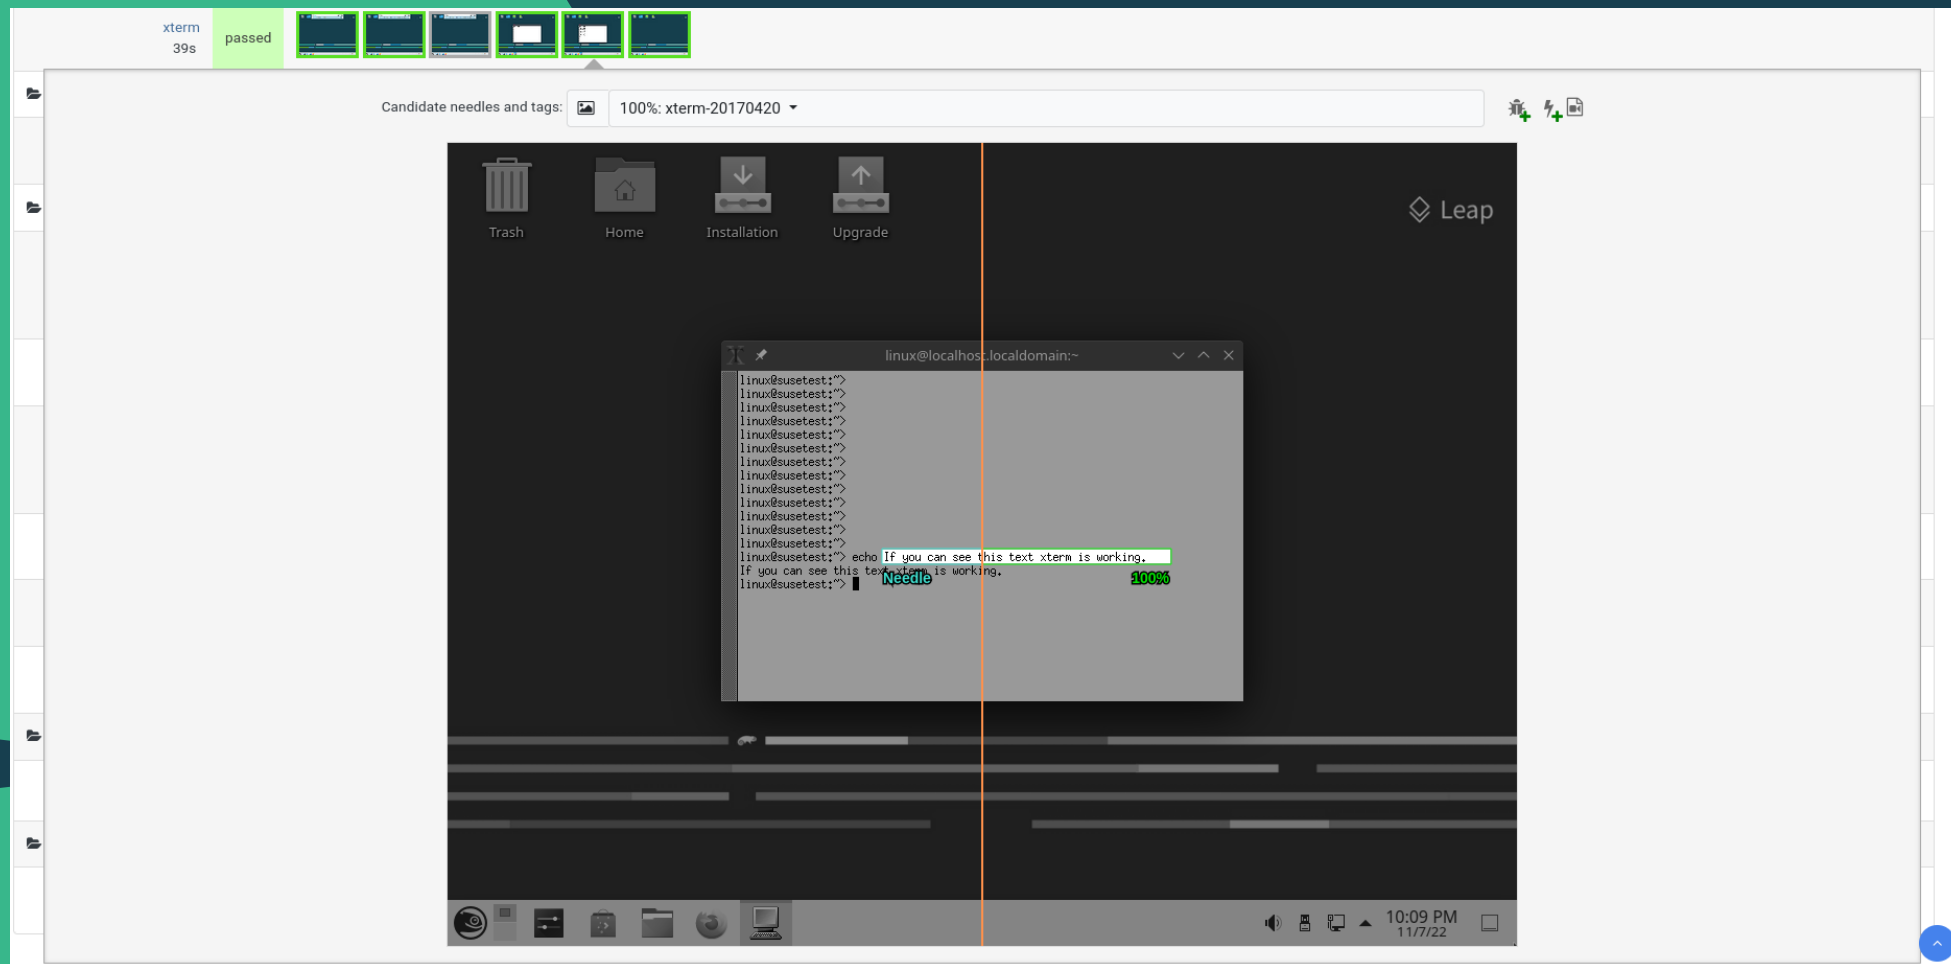 xterm
39s
passed
Candidate needles and tags:
100%: xterm-20170420
Trash
Home
Installation
Upgrade
Leap
linux@localhost.localdomain:~
linux@susetest:~>
linux@susetest:~>
linux@susetest:~>
linux@susetest:~>
linux@susetest:~>
linux@susetest:~>
linux@susetest:~>
linux@susetest:~>
linux@susetest:~>
linux@susetest:~>
linux@susetest:~>
linux@susetest:~>
linux@susetest:~>
linux@susetest:~> echo If you can see this text xterm is working.
If you can see this text xterm is working.
Needle
100%
linux@susetest:~>
10:09 PM
11/7/22